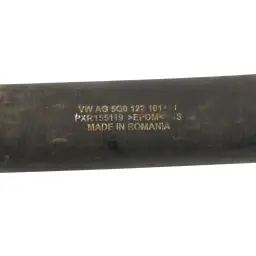 VW AG 5Q0 122 101
PXR155119 >EPDM<
MADE IN ROMANIA